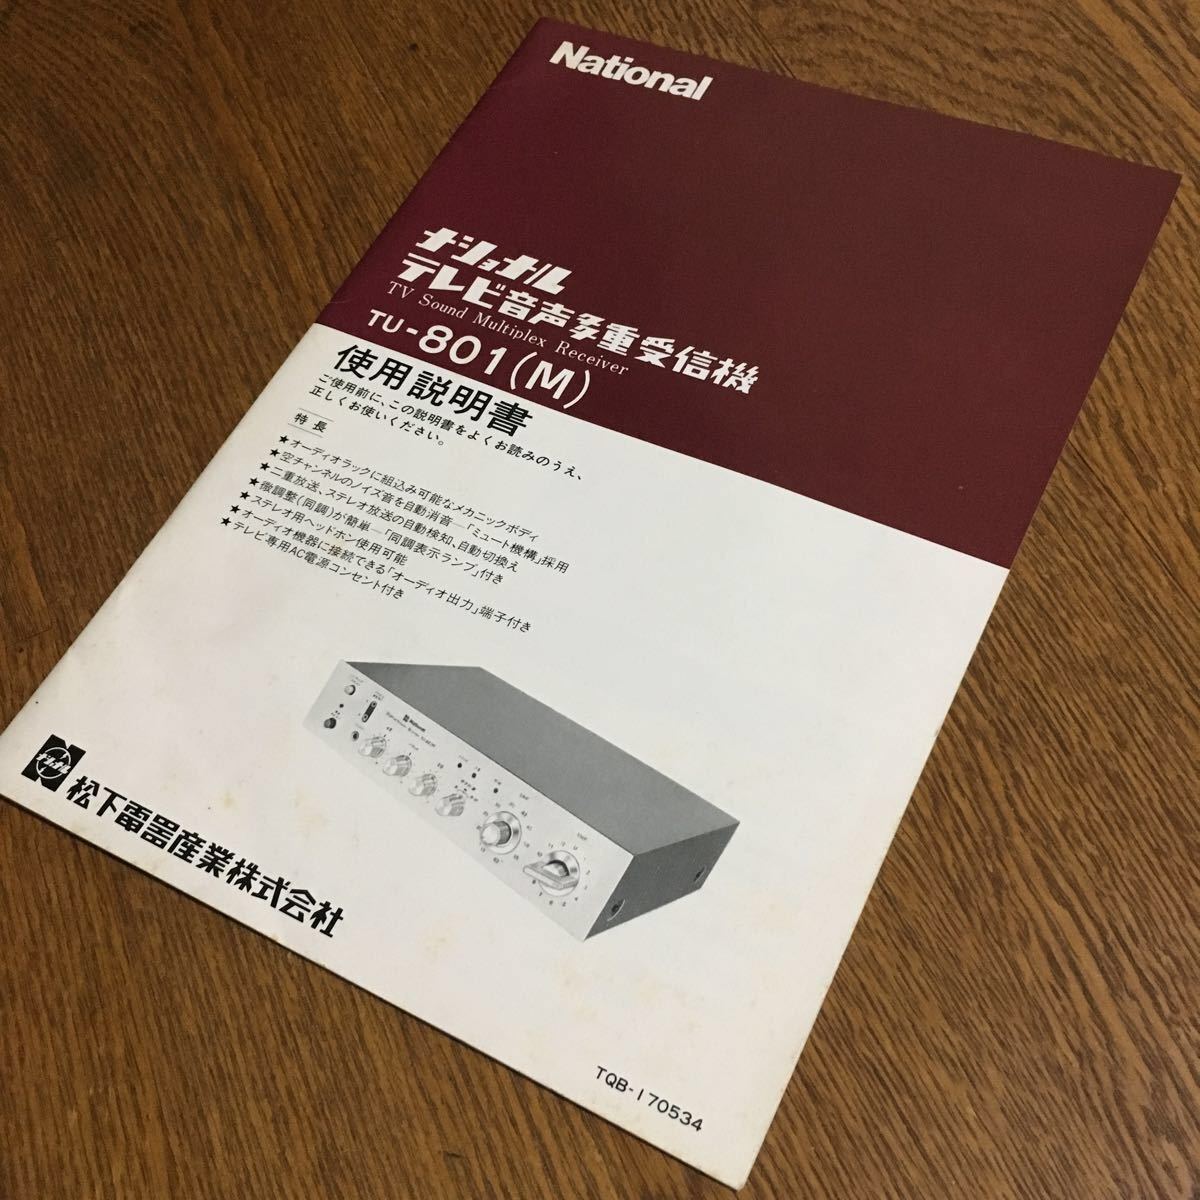 National
ナショナル
テレビ音声多重受信機
TV Sound Multiplex Receiver
TU-801(M)
使用説明書
ご使用前に、この説明書をよくお読みのうえ、
正しくお使いください。
特長
★オーディオラックに組込み可能なメカニックボディ
★空チャンネルのノイズ音を自動消音―「ミュート機構」採用
★二重放送、ステレオ放送の自動検知、自動切換え
★微調整(同調)が簡単―「同調表示ランプ」付き
★ステレオ用ヘッドホン使用可能
★オーディオ機器に接続できる「オーディオ出力」端子付き
★テレビ専用AC電源コンセント付き
ナショナル
松下電器産業株式会社
TQB-170534